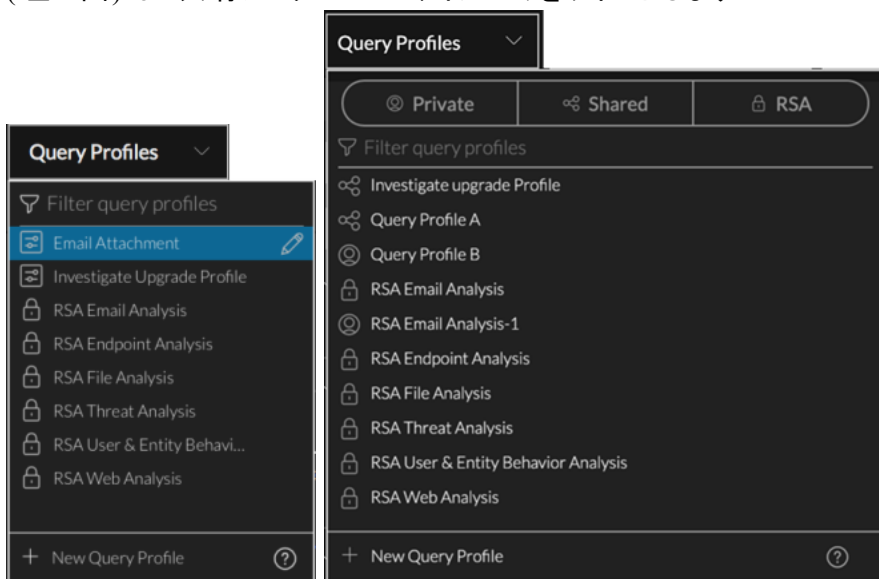 Query Profiles
Filter query profiles
Email Attachment
Investigate Upgrade Profile
RSA Email Analysis
RSA Endpoint Analysis
RSA File Analysis
RSA Threat Analysis
RSA User & Entity Behavi...
RSA Web Analysis
+ New Query Profile
?
Query Profiles
Private Shared RSA
Filter query profiles
Investigate upgrade Profile
Query Profile A
Query Profile B
RSA Email Analysis
RSA Email Analysis-1
RSA Endpoint Analysis
RSA File Analysis
RSA Threat Analysis
RSA User & Entity Behavior Analysis
RSA Web Analysis
+ New Query Profile
?